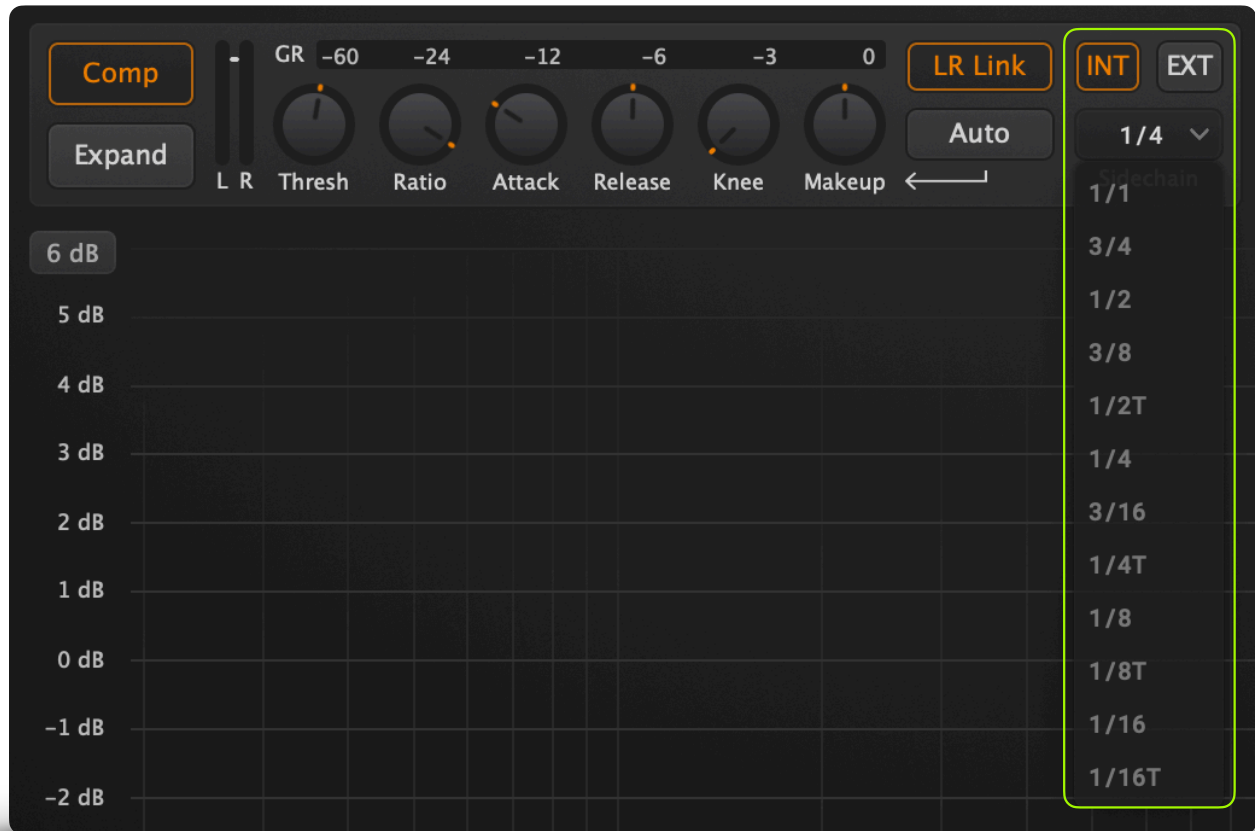 Comp
Expand
L R
GR -60 -24 -12 -6 -3 0
Thresh Ratio Attack Release Knee Makeup
LR Link
Auto
INT EXT
1/4
Sidechain
1/1
3/4
1/2
3/8
1/2T
1/4
3/16
1/4T
1/8
1/8T
1/16
1/16T
6 dB
5 dB
4 dB
3 dB
2 dB
1 dB
0 dB
-1 dB
-2 dB